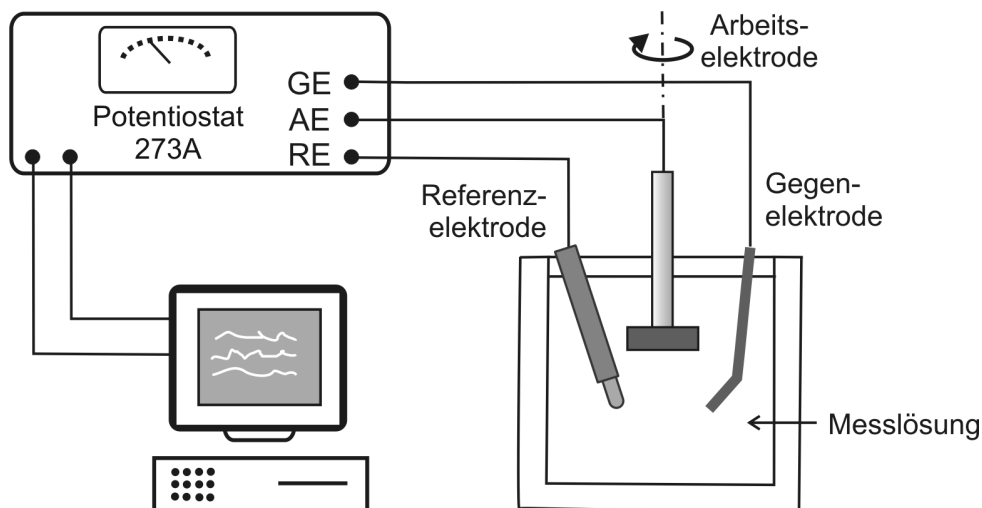 Arbeits-
elektrode
GE
Potentiostat
AE
273A
RE
Referenz-
elektrode
Gegen-
elektrode
Messlösung